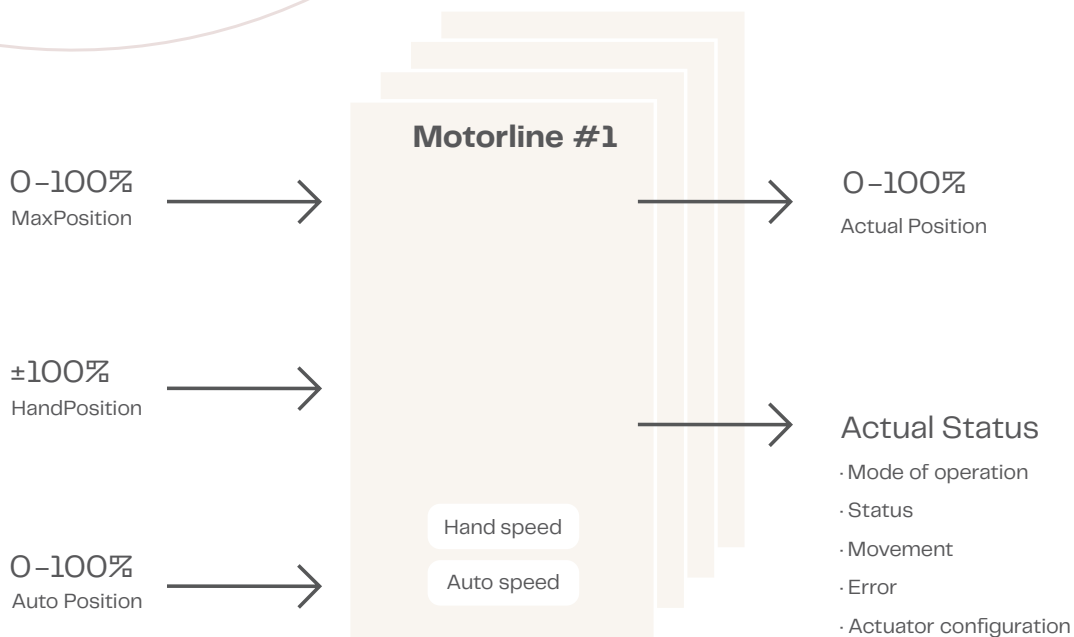 Motorline #1
0-100%
MaxPosition
±100%
HandPosition
0-100%
Auto Position
Hand speed
Auto speed
0-100%
Actual Position
Actual Status
· Mode of operation
· Status
· Movement
· Error
· Actuator configuration